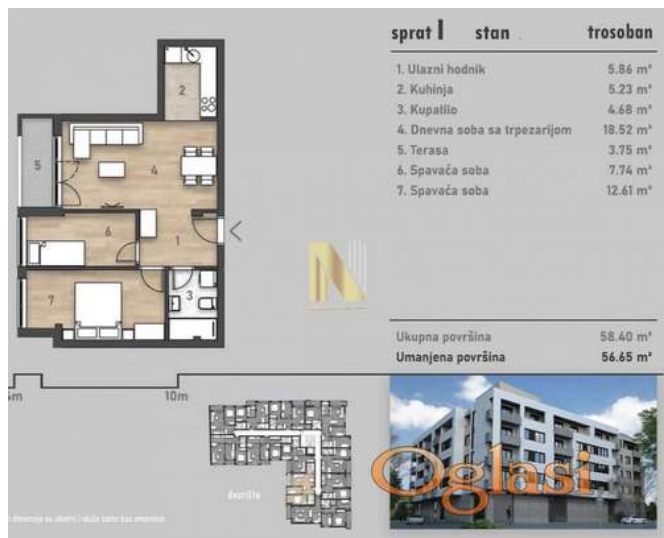 sprat I stan trosoban
1. Ulazni hodnik 5.86 m²
2. Kuhinja 5.23 m²
3. Kupatilo 4.68 m²
4. Dnevna soba sa trpezarijom 18.52 m²
5. Terasa 3.75 m²
6. Spavaća soba 7.74 m²
7. Spavaća soba 12.61 m²
2
5
4
6
1
7
3
N
Ukupna površina 58.40 m²
Umanjena površina 56.65 m²
10m
dvorište
Oglasi